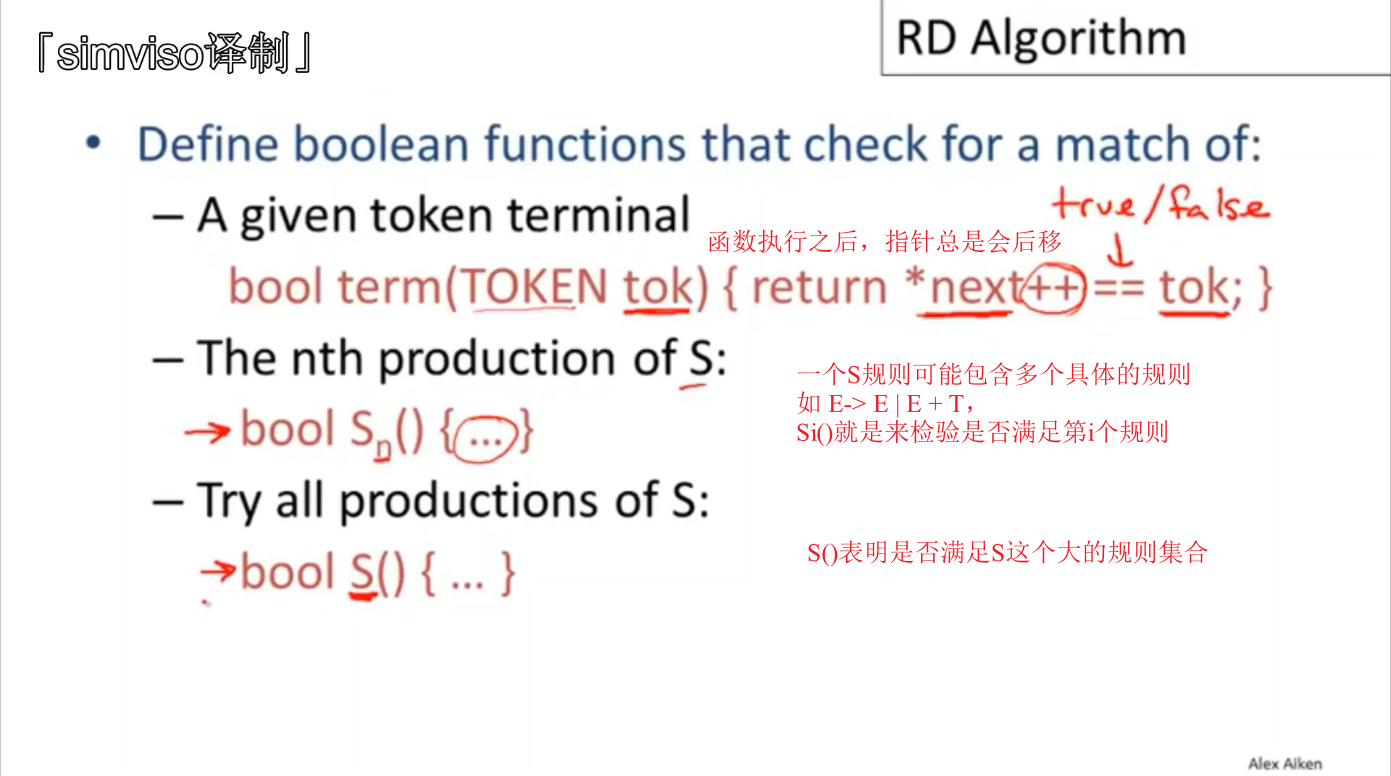 「simviso译制」
RD Algorithm
• Define boolean functions that check for a match of:
– A given token terminal
true/false
函数执行之后，指针总是会后移
bool term(TOKEN tok) { return *next++ == tok; }
– The nth production of S:
一个S规则可能包含多个具体的规则
如 E-> E | E + T，
bool Sn() { ... }
Si()就是来检验是否满足第i个规则
– Try all productions of S:
S()表明是否满足S这个大的规则集合
bool S() { ... }
Alex Aiken